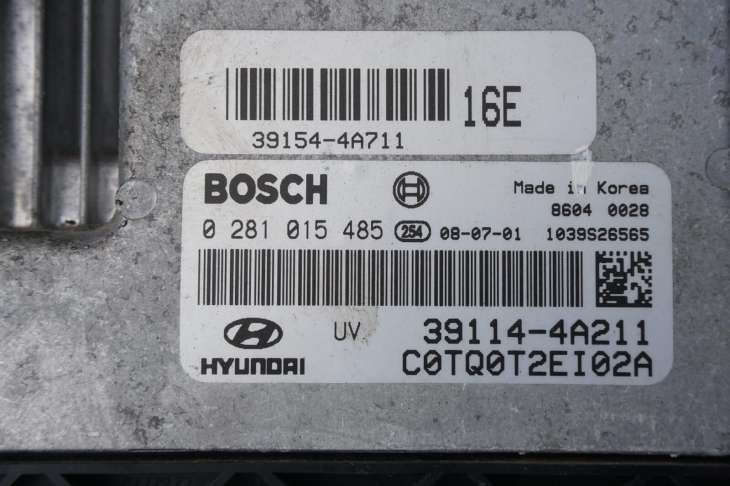 16E
39154-4A711
BOSCH Made in Korea
8604 0028
0 281 015 485 254 08-07-01 1039S26565
UV 39114-4A211
HYUNDAI C0TQ0T2EI02A